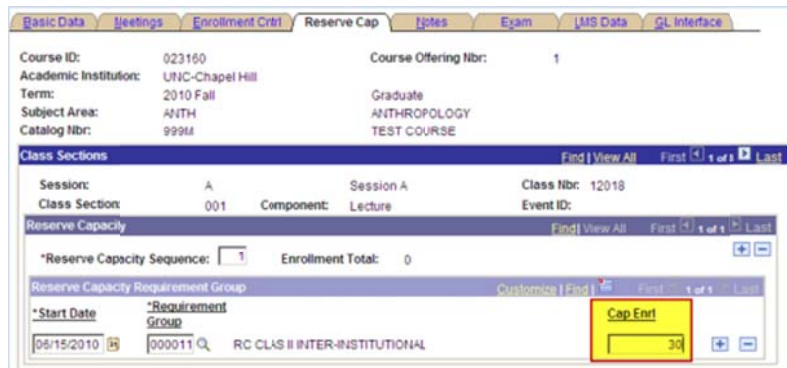 Basic Data Meetings Enrollment Cntrl Reserve Cap Notes Exam LMS Data GL Interface
Course ID: 023160 Course Offering Nbr: 1
Academic Institution: UNC-Chapel Hill
Term: 2010 Fall Graduate
Subject Area: ANTH ANTHROPOLOGY
Catalog Nbr: 999M TEST COURSE
Class Sections Find | View All First 1 of 8 Last
Session: A Session A Class Nbr: 12018
Class Section: 001 Component: Lecture Event ID:
Reserve Capacity Find | View All First 1 of 1 Last
*Reserve Capacity Sequence: 1 Enrollment Total: 0
Reserve Capacity Requirement Group Customize | Find | First 1 of 1 Last
*Start Date *Requirement Group Cap Enrl
06/15/2010 000011 RC CLAS II INTER-INSTITUTIONAL 30